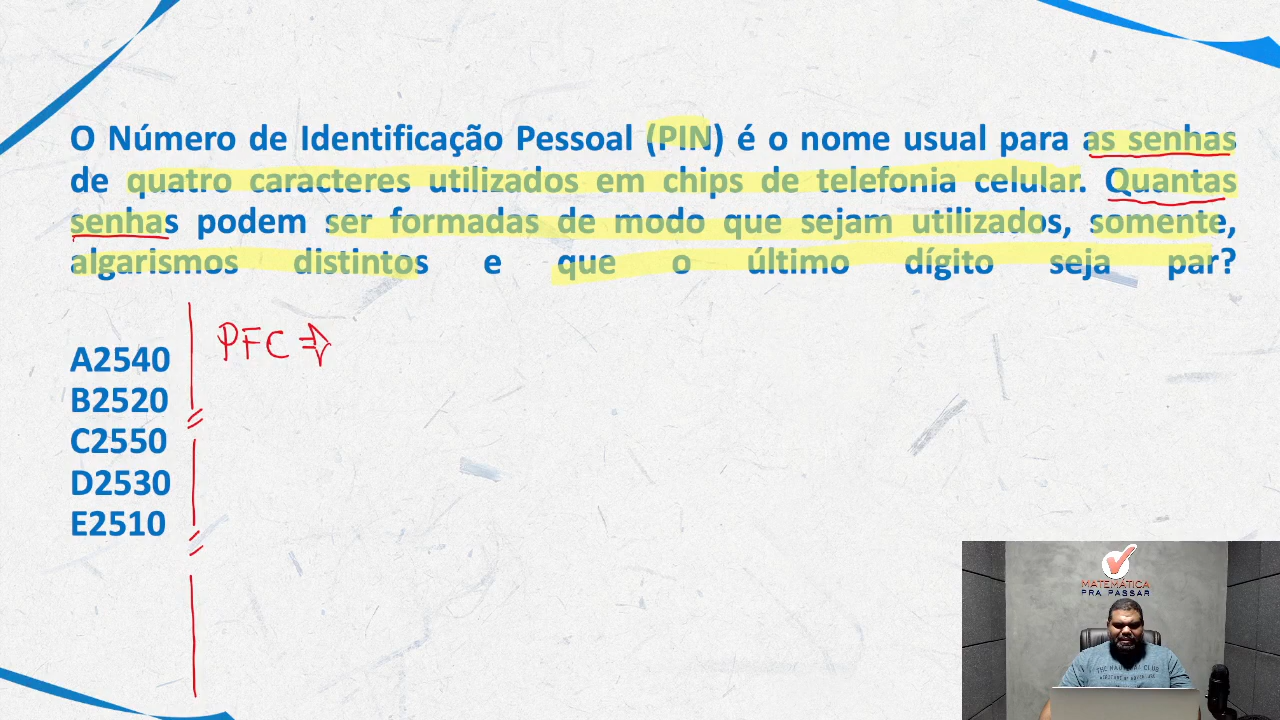 O Número de Identificação Pessoal (PIN) é o nome usual para as senhas
de quatro caracteres utilizados em chips de telefonia celular. Quantas
senhas podem ser formadas de modo que sejam utilizados, somente,
algarismos distintos e que o último dígito seja par?
PFC ⇒
A2540
B2520
C2550
D2530
E2510
MATEMÁTICA
PRA PASSAR